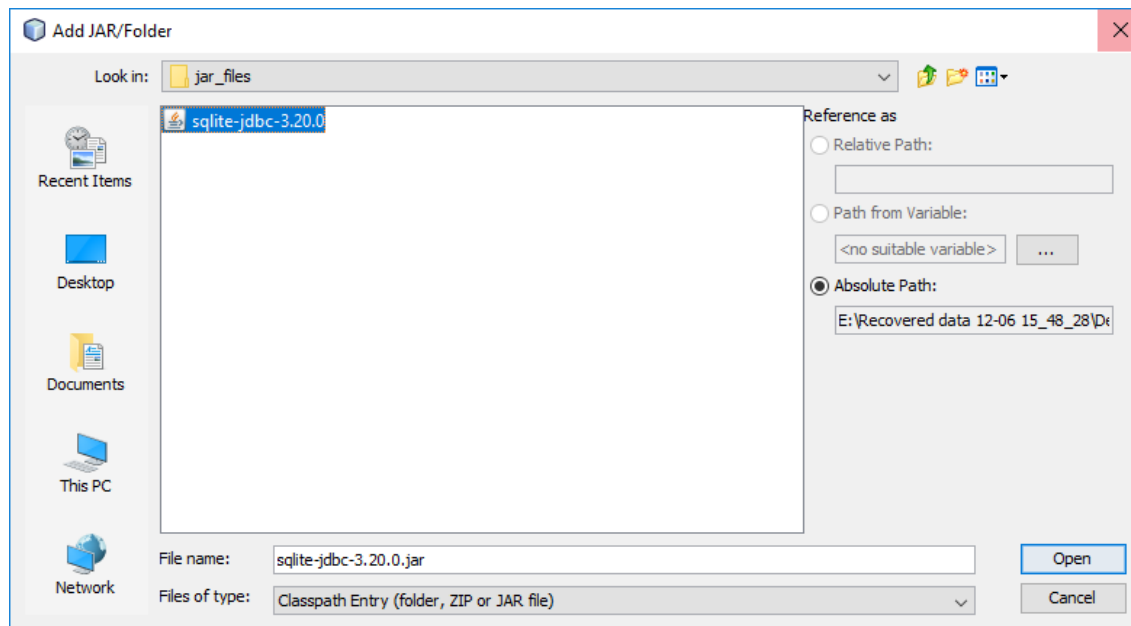 Add JAR/Folder
Look in:
jar_files
sqlite-jdbc-3.20.0
Recent Items
Desktop
Documents
This PC
Network
Reference as
Relative Path:
Path from Variable:
<no suitable variable>
...
Absolute Path:
E:\Recovered data 12-06 15_48_28\De
File name:
sqlite-jdbc-3.20.0.jar
Open
Files of type:
Classpath Entry (folder, ZIP or JAR file)
Cancel